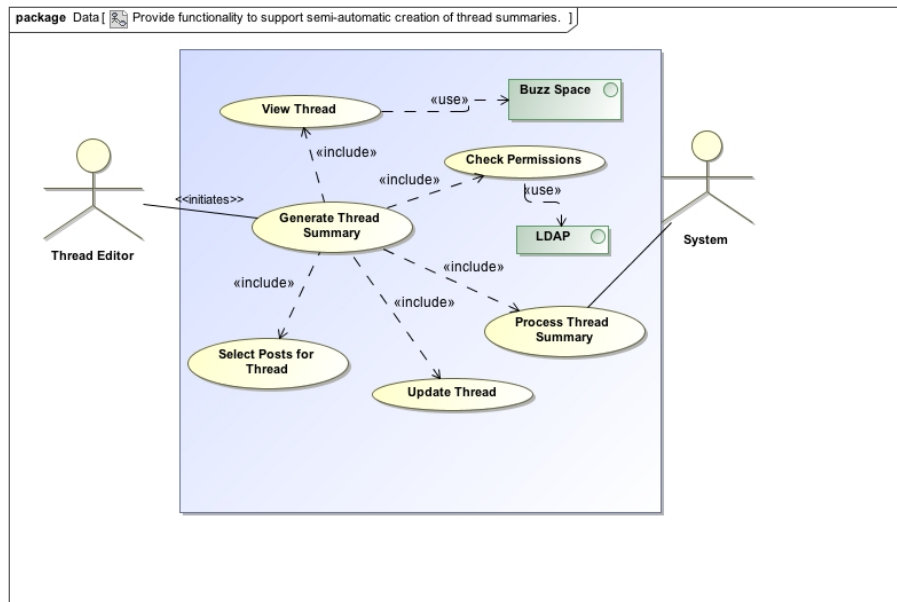 package Data [ Provide functionality to support semi-automatic creation of thread summaries. ]
Buzz Space
«use»
View Thread
«include»
Check Permissions
«include»
«use»
<<initiates>>
Generate Thread
Summary
LDAP
Thread Editor
System
«include»
«include»
«include»
Process Thread
Summary
Select Posts for
Thread
Update Thread